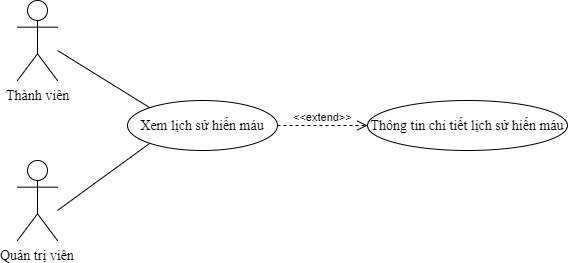 Thành viên
Xem lịch sử hiến máu
<<extend>>
Thông tin chi tiết lịch sử hiến máu
Quản trị viên